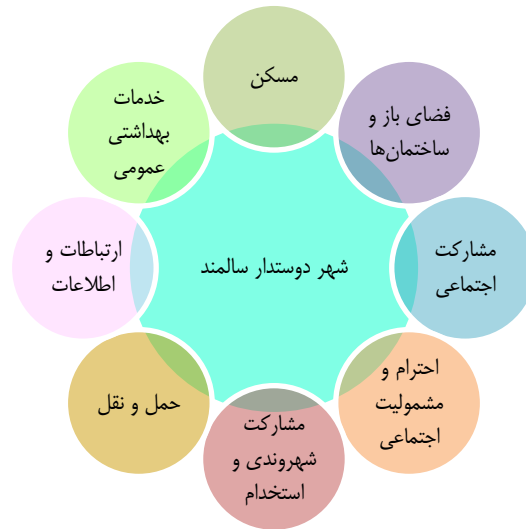 مسکن
فضای باز و
ساختمان‌ها
مشارکت
اجتماعی
احترام و
مشمولیت
اجتماعی
مشارکت
شهروندی و
استخدام
حمل و نقل
ارتباطات و
اطلاعات
خدمات
بهداشتی
عمومی
شهر دوستدار سالمند